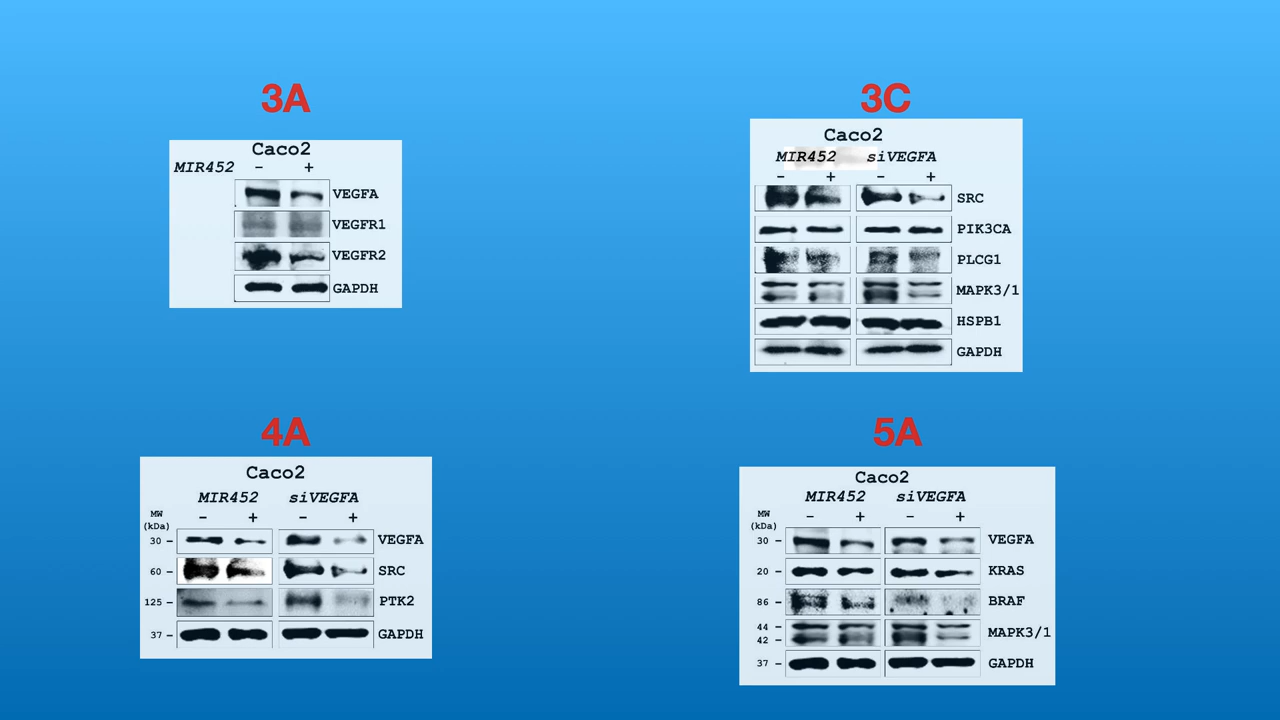 3A
Caco2
MIR452 - +
VEGFA
VEGFR1
VEGFR2
GAPDH
3C
Caco2
MIR452 siVEGFA
- + - +
SRC
PIK3CA
PLCG1
MAPK3/1
HSPB1
GAPDH
4A
Caco2
MIR452 siVEGFA
MW
(kDa)
- + - +
30 - VEGFA
60 - SRC
125 - PTK2
37 - GAPDH
5A
Caco2
MIR452 siVEGFA
MW
(kDa)
- + - +
30 - VEGFA
20 - KRAS
86 - BRAF
44 -
42 - MAPK3/1
37 - GAPDH